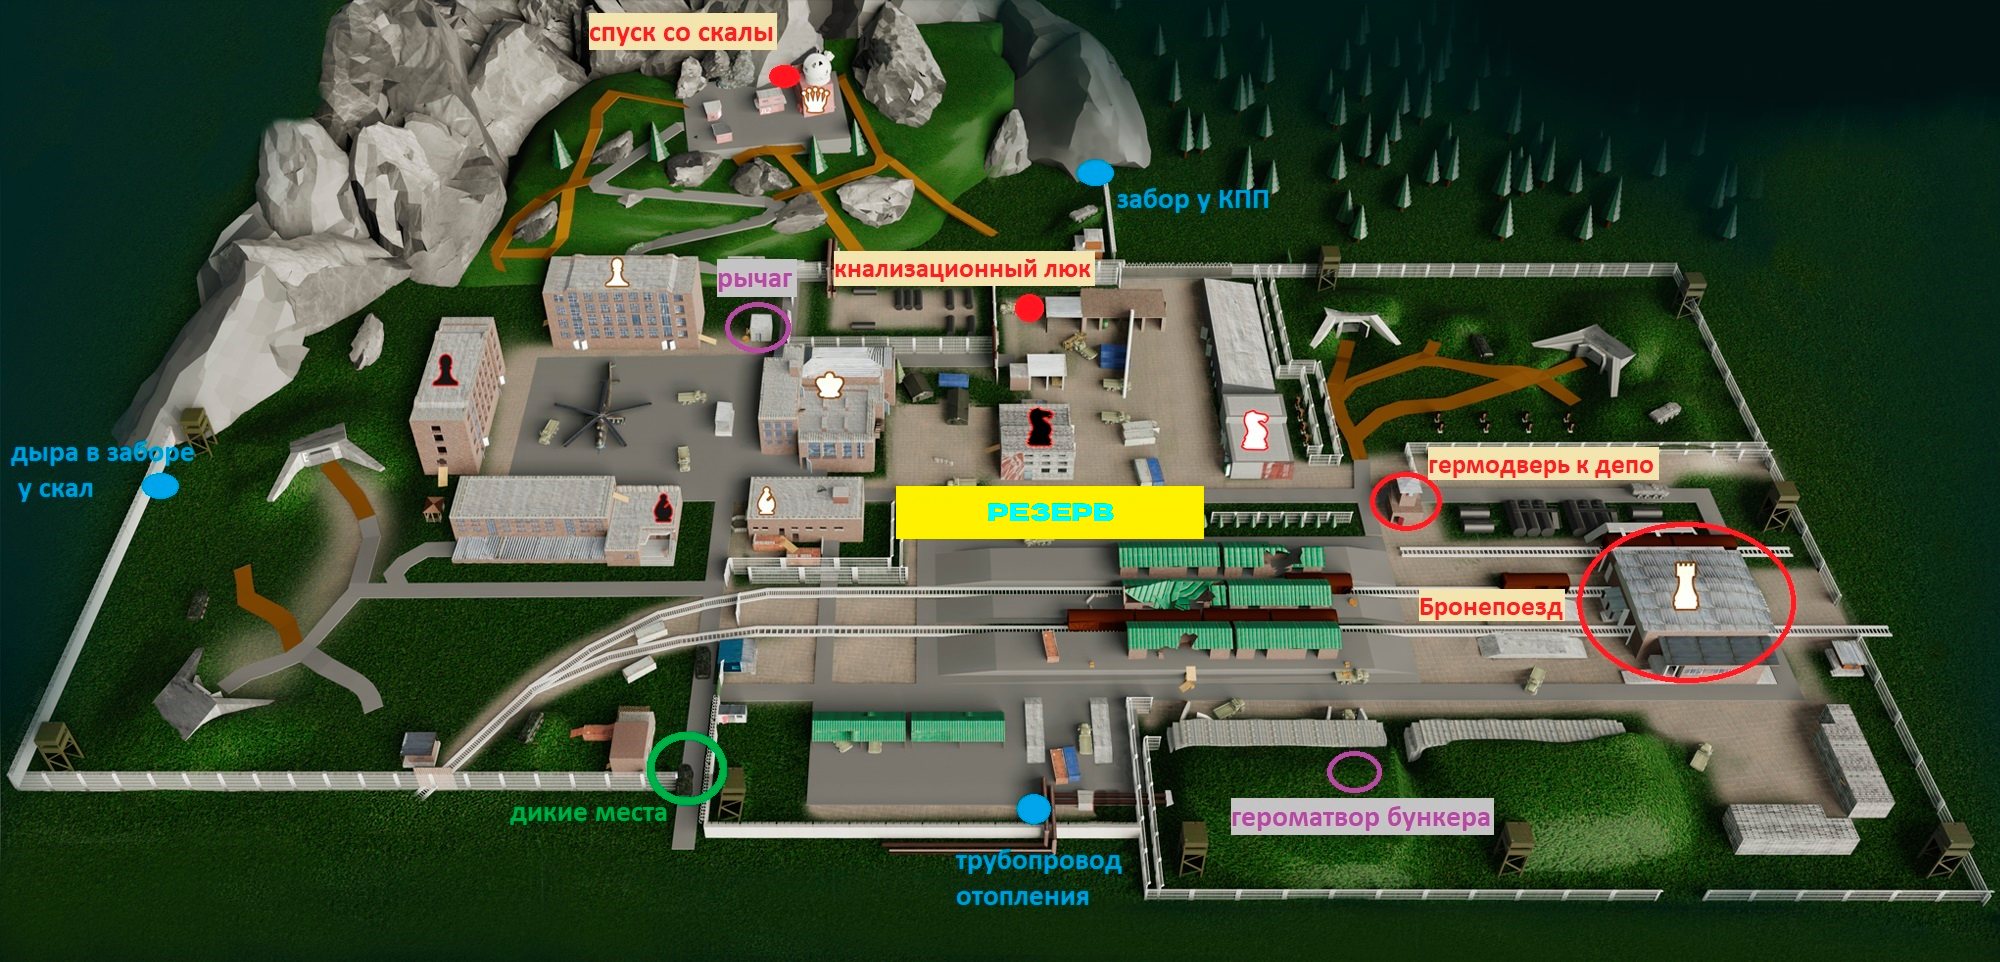 спуск со скалы
забор у КПП
рычаг
кнализационный люк
дыра в заборе
у скал
гермодверь к депо
РЕЗЕРВ
Бронепоезд
дикие места
героматвор бункера
трубопровод
отопления